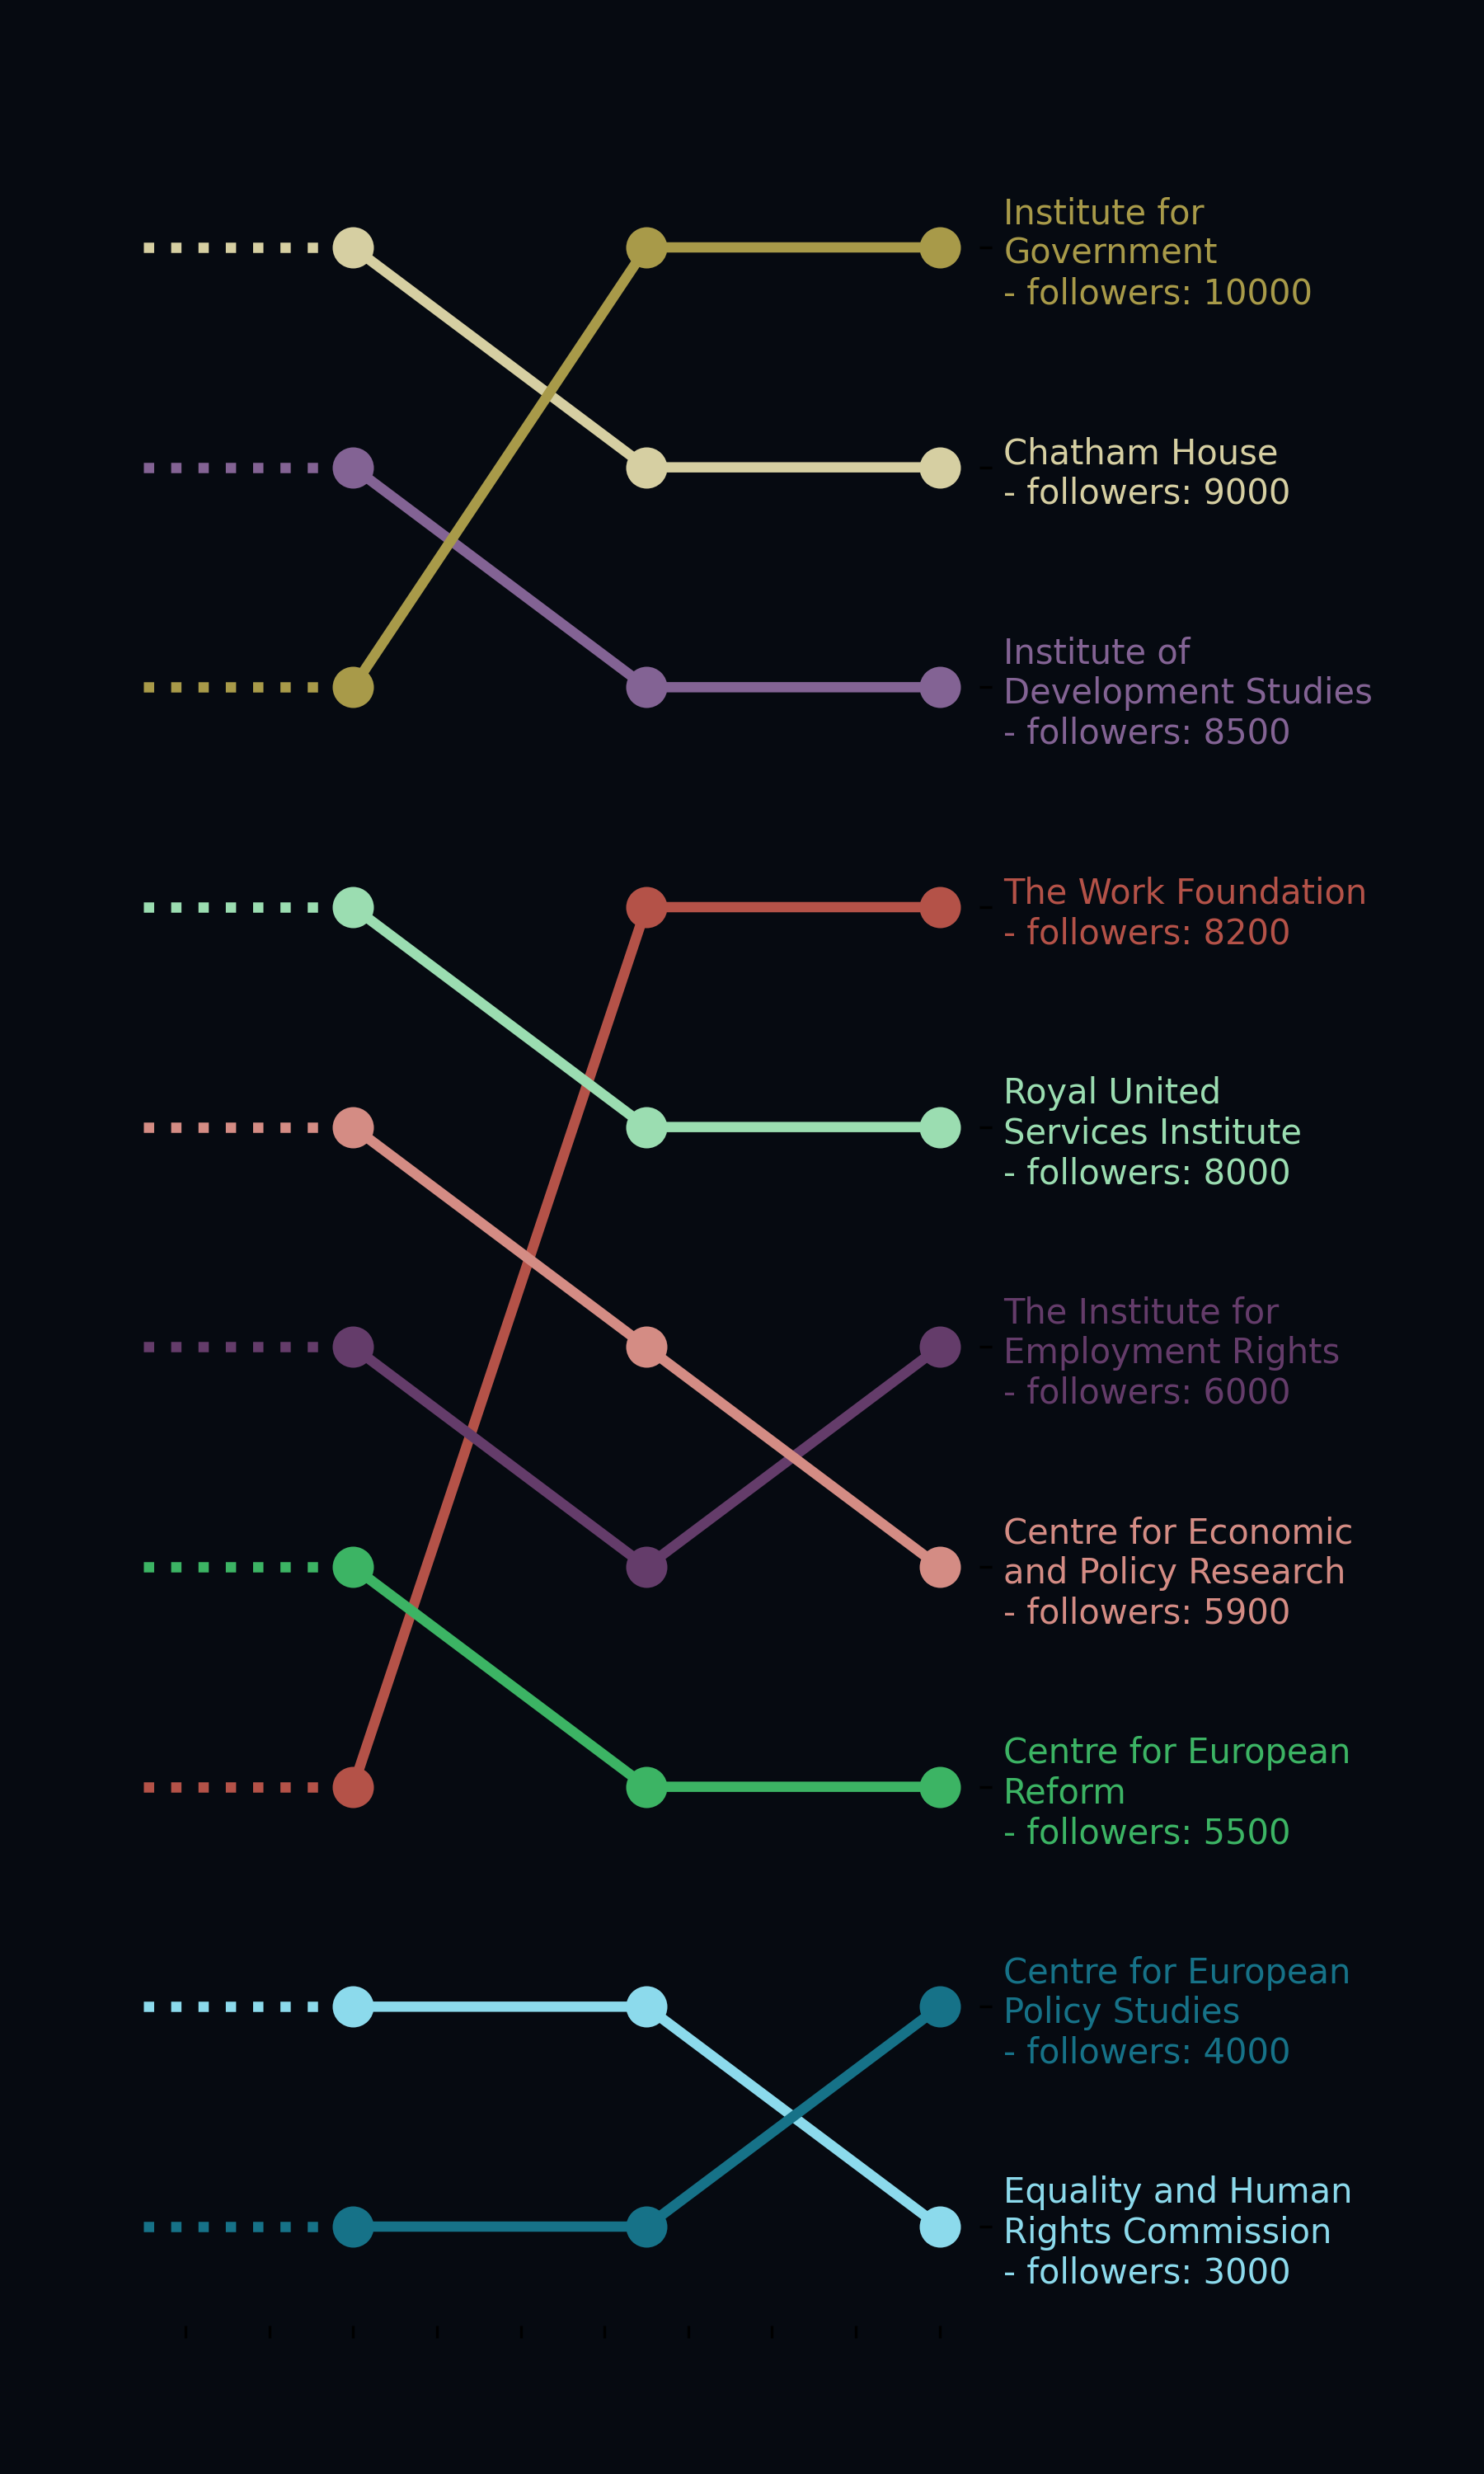 Institute for
Government
- followers: 10000
Chatham House
- followers: 9000
Institute of
Development Studies
- followers: 8500
The Work Foundation
- followers: 8200
Royal United
Services Institute
- followers: 8000
The Institute for
Employment Rights
- followers: 6000
Centre for Economic
and Policy Research
- followers: 5900
Centre for European
Reform
- followers: 5500
Centre for European
Policy Studies
- followers: 4000
Equality and Human
Rights Commission
- followers: 3000